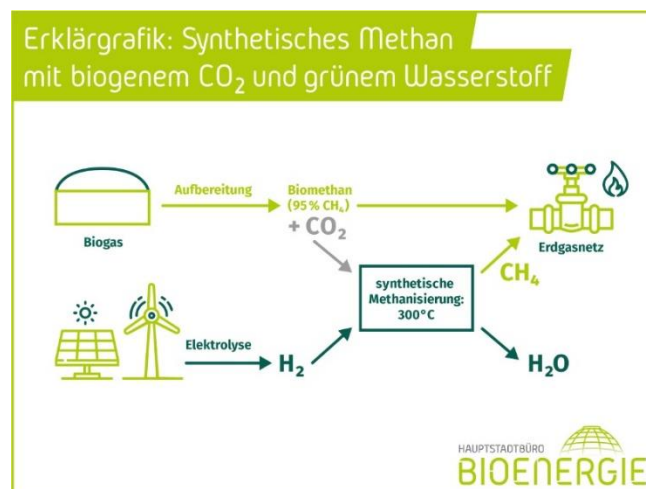 Erklärgrafik: Synthetisches Methan
mit biogenem CO₂ und grünem Wasserstoff
Aufbereitung
Biomethan
(95 % CH₄)
+ CO₂
Biogas
Erdgasnetz
synthetische
Methanisierung:
300°C
CH₄
Elektrolyse
H₂
H₂O
HAUPTSTADTBÜRO
BIOENERGIE